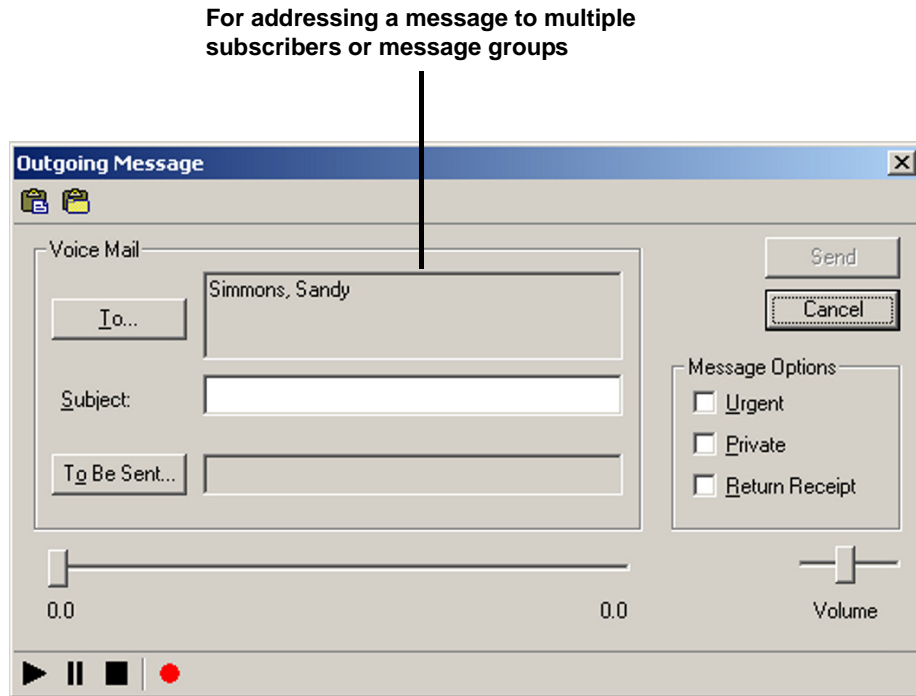 For addressing a message to multiple
subscribers or message groups
Outgoing Message
Voice Mail
To...
Simmons, Sandy
Subject:
To Be Sent...
Send
Cancel
Message Options
Urgent
Private
Return Receipt
0.0
0.0
Volume